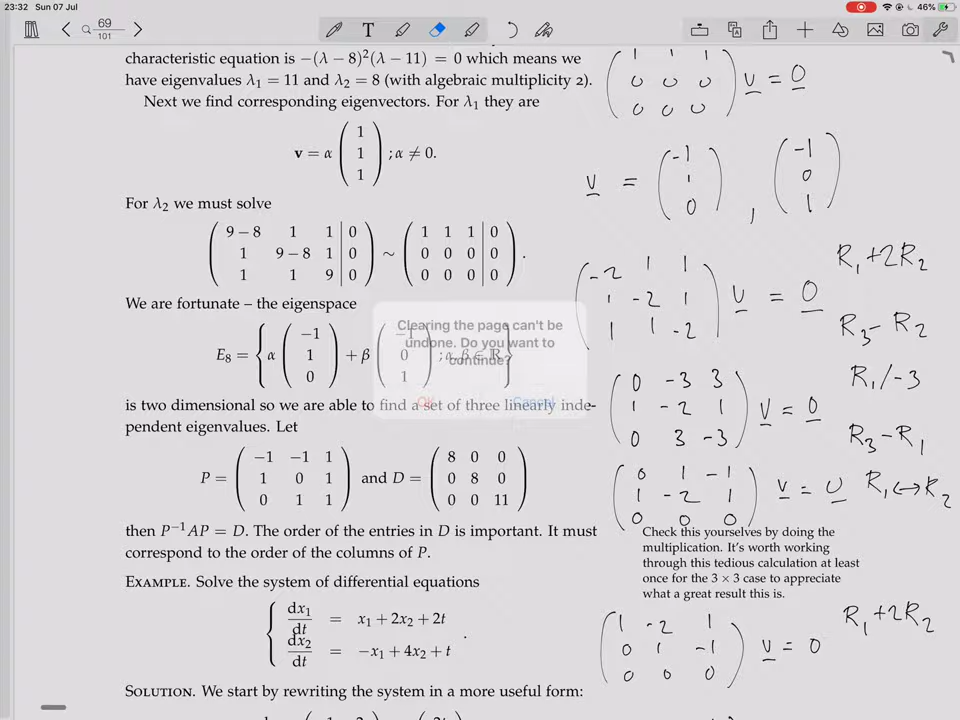 23:32 Sun 07 Jul
46%
69
101
T
characteristic equation is −(λ − 8)²(λ − 11) = 0 which means we
have eigenvalues λ₁ = 11 and λ₂ = 8 (with algebraic multiplicity 2).
Next we find corresponding eigenvectors. For λ₁ they are
v = α ( 1 1 1 ) ; α ≠ 0.
For λ₂ we must solve
( 9 − 8 1 1 | 0
1 9 − 8 1 | 0
1 1 9 | 0 )
∼
( 1 1 1 | 0
0 0 0 | 0
0 0 0 | 0 ) .
We are fortunate – the eigenspace
E₈ = { α ( −1 1 0 ) + β ( −1 0 1 ) ; α, β ∈ ℝ }
is two dimensional so we are able to find a set of three linearly inde-
pendent eigenvalues. Let
P = ( −1 −1 1
1 0 1
0 1 1 )
and D = ( 8 0 0
0 8 0
0 0 11 )
then P⁻¹AP = D. The order of the entries in D is important. It must
correspond to the order of the columns of P.
EXAMPLE. Solve the system of differential equations
{ dx₁/dt = x₁ + 2x₂ + 2t
dx₂/dt = −x₁ + 4x₂ + t .
SOLUTION. We start by rewriting the system in a more useful form:
Clearing the page can't be
undone. Do you want to
continue?
Ok Cancel
( 1 1 1
0 0 0
0 0 0 ) v = 0
v = ( −1 1 0 ) , ( −1 0 1 )
( −2 1 1
1 −2 1
1 1 −2 ) v = 0
R₁ + 2R₂
R₃ − R₂
( 0 −3 3
1 −2 1
0 3 −3 ) v = 0
R₁ / −3
R₃ − R₁
( 0 1 −1
1 −2 1
0 0 0 ) v = 0 R₁ ↔ R₂
Check this yourselves by doing the
multiplication. It's worth working
through this tedious calculation at least
once for the 3 × 3 case to appreciate
what a great result this is.
( 1 −2 1
0 1 −1
0 0 0 ) v = 0
R₁ + 2R₂